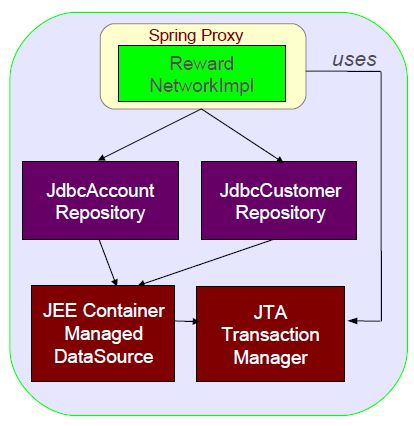 Spring Proxy
Reward
NetworkImpl
uses
JdbcAccount
Repository
JdbcCustomer
Repository
JEE Container
Managed
DataSource
JTA
Transaction
Manager